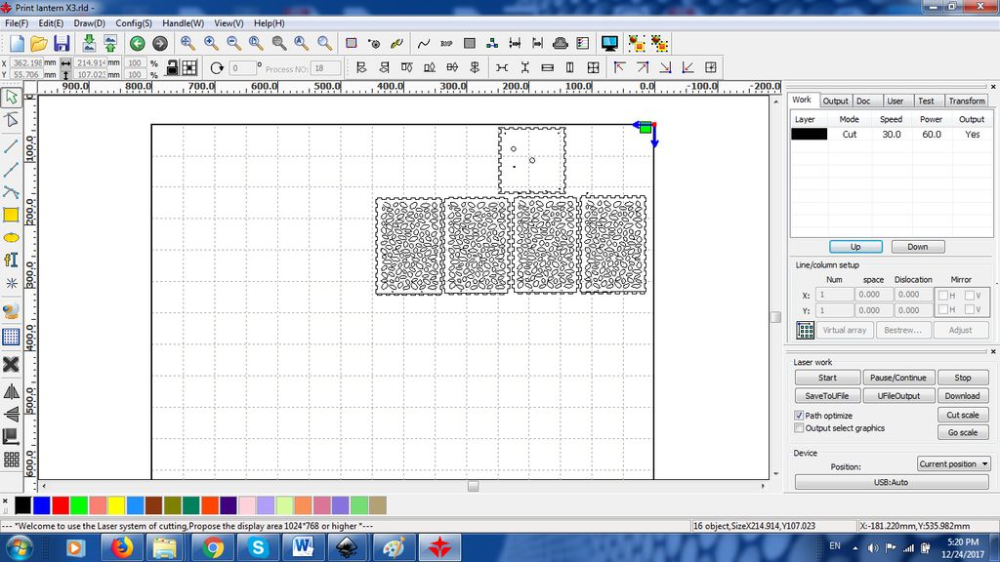 Print lantern X3.rld -
File(F) Edit(E) Draw(D) Config(S) Handle(W) View(V) Help(H)
BMP
X 362.198 mm 214.914 mm 100 %
Y 55.706 mm 107.023 mm 100 %
0 ° Process NO: 18
900.0 800.0 700.0 600.0 500.0 400.0 300.0 200.0 100.0 0.0 -100.0 -200.0
100.0
200.0
300.0
400.0
500.0
600.0
Work Output Doc User Test Transform
Layer Mode Speed Power Output
Cut 30.0 60.0 Yes
Up Down
Line/column setup
Num space Dislocation Mirror
X: 1 0.000 0.000 H V
Y: 1 0.000 0.000 H V
Virtual array Bestrew... Adjust
Laser work
Start Pause/Continue Stop
SaveToUFile UFileOutput Download
Path optimize Cut scale
Output select graphics Go scale
Device
Position: Current position
USB:Auto
--- *Welcome to use the Laser system of cutting,Propose the display area 1024*768 or higher *---
16 object,SizeX214.914,Y107.023 X:-181.220mm,Y:535.982mm
EN
5:20 PM
12/24/2017